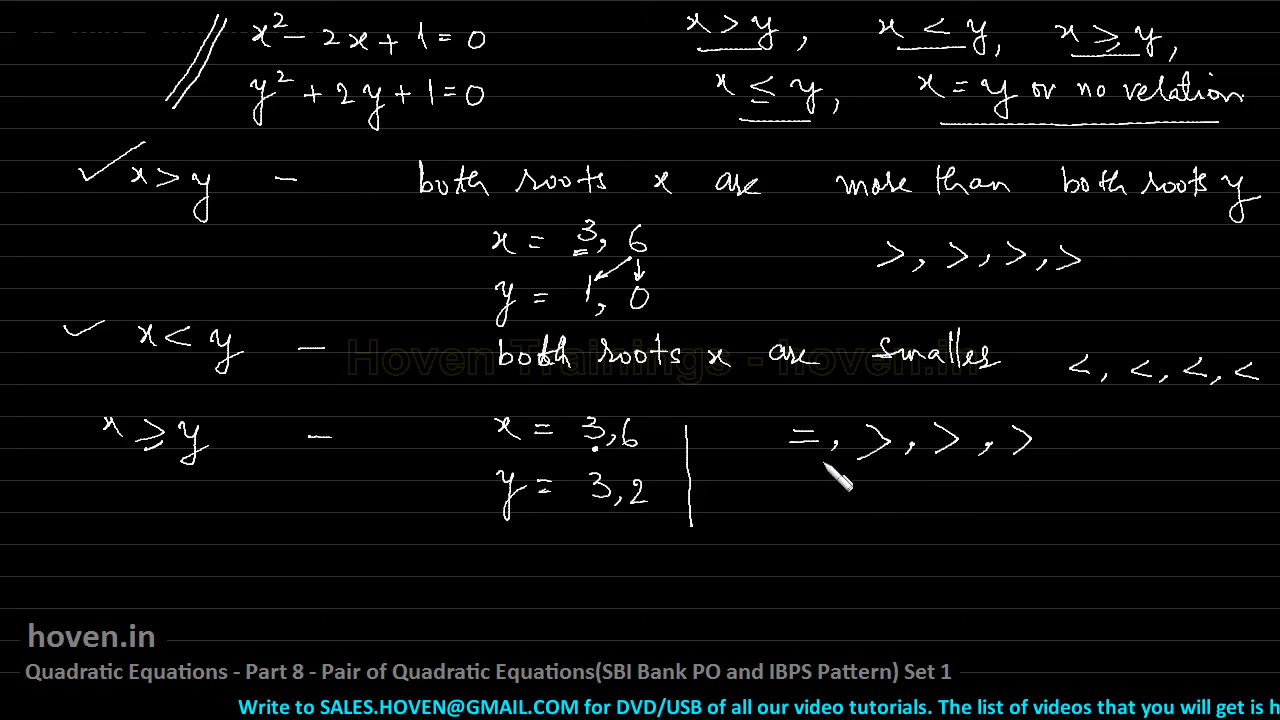 x² - 2x + 1 = 0 x > y, x < y, x ≥ y,
y² + 2y + 1 = 0 x ≤ y, x = y or no relation
✓ x > y - both roots x are more than both roots y
x = 3, 6 >, >, >, >
y = 1, 0
✓ x < y - both roots x are smaller <, <, <, <
Hoven Trainings - hoven.in
x ≥ y - x = 3, 6 =, >, >, >
y = 3, 2
hoven.in
Quadratic Equations - Part 8 - Pair of Quadratic Equations(SBI Bank PO and IBPS Pattern) Set 1
Write to SALES.HOVEN@GMAIL.COM for DVD/USB of all our video tutorials. The list of videos that you will get is h